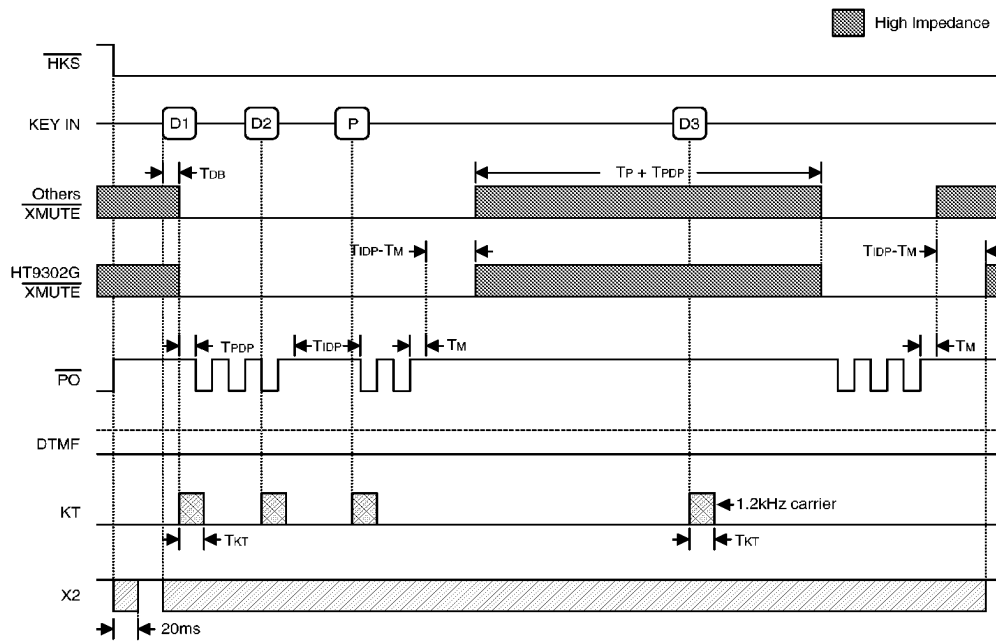 High Impedance
HKS
KEY IN D1 D2 P D3
TDB
TP + TPDP
Others
XMUTE
TIDP-TM TIDP-TM
HT9302G
XMUTE
TPDP TIDP TM TM
PO
DTMF
KT
1.2kHz carrier
TKT TKT
X2
20ms